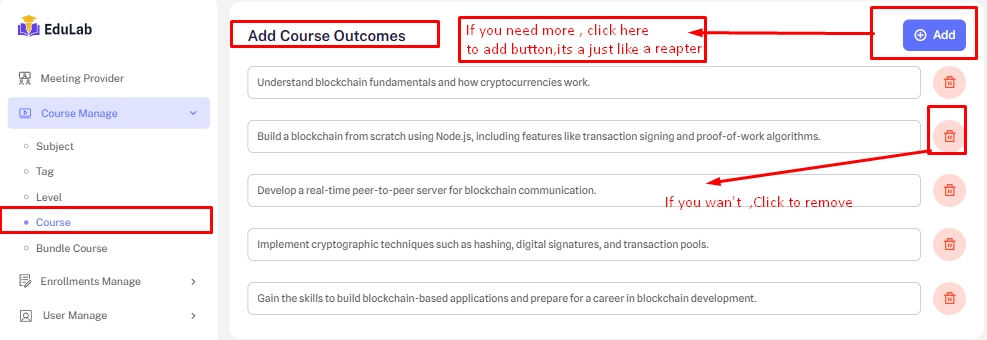 EduLab
Meeting Provider
Course Manage
Subject
Tag
Level
Course
Bundle Course
Enrollments Manage
User Manage
Add Course Outcomes
If you need more , click here
to add button,its a just like a reapter
Add
Understand blockchain fundamentals and how cryptocurrencies work.
Build a blockchain from scratch using Node.js, including features like transaction signing and proof-of-work algorithms.
Develop a real-time peer-to-peer server for blockchain communication.
If you wan't ,Click to remove
Implement cryptographic techniques such as hashing, digital signatures, and transaction pools.
Gain the skills to build blockchain-based applications and prepare for a career in blockchain development.